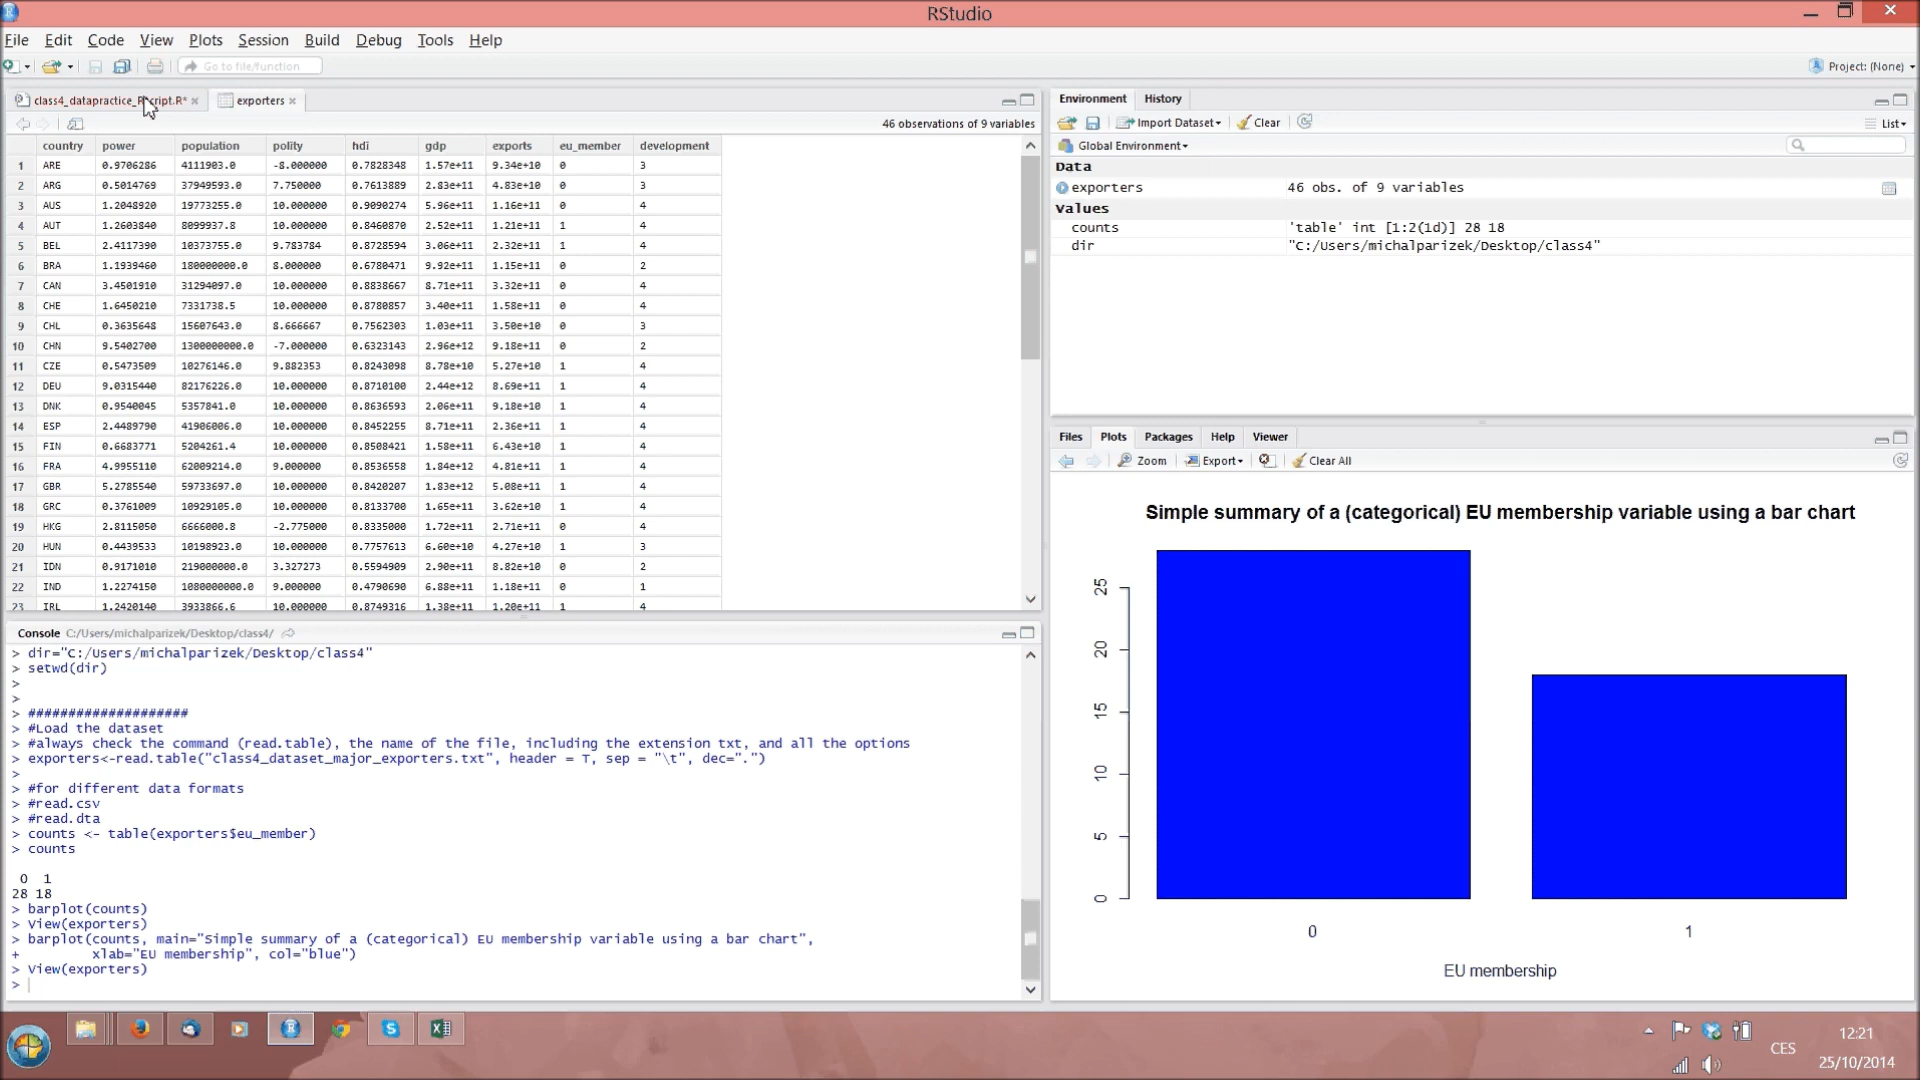 RStudio
File Edit Code View Plots Session Build Debug Tools Help
Go to file/function
Project: (None)
exporters
46 observations of 9 variables
country power population polity hdi gdp exports eu_member development
1 ARE 0.9706286 4111903.0 -8.000000 0.7828348 1.57e+11 9.34e+10 0 3
2 ARG 0.5014769 37949593.0 7.750000 0.7613889 2.83e+11 4.83e+10 0 3
3 AUS 1.2048920 19773255.0 10.000000 0.9090274 5.96e+11 1.16e+11 0 4
4 AUT 1.2603840 8099937.8 10.000000 0.8460870 2.52e+11 1.21e+11 1 4
5 BEL 2.4117390 10373755.0 9.783784 0.8728594 3.06e+11 2.32e+11 1 4
6 BRA 1.1939460 180000000.0 8.000000 0.6780471 9.92e+11 1.15e+11 0 2
7 CAN 3.4501910 31294097.0 10.000000 0.8838667 8.71e+11 3.32e+11 0 4
8 CHE 1.6450210 7331738.5 10.000000 0.8780857 3.40e+11 1.58e+11 0 4
9 CHL 0.3635648 15607643.0 8.666667 0.7562303 1.03e+11 3.50e+10 0 3
10 CHN 9.5402700 1300000000.0 -7.000000 0.6323143 2.96e+12 9.18e+11 0 2
11 CZE 0.5473509 10276146.0 9.882353 0.8243098 8.78e+10 5.27e+10 1 4
12 DEU 9.0315440 82176226.0 10.000000 0.8710100 2.44e+12 8.69e+11 1 4
13 DNK 0.9540045 5357841.0 10.000000 0.8636593 2.06e+11 9.18e+10 1 4
14 ESP 2.4489790 41906006.0 10.000000 0.8452255 8.71e+11 2.36e+11 1 4
15 FIN 0.6683771 5204261.4 10.000000 0.8508421 1.58e+11 6.43e+10 1 4
16 FRA 4.9955110 62009214.0 9.000000 0.8536558 1.84e+12 4.81e+11 1 4
17 GBR 5.2785540 59733697.0 10.000000 0.8420207 1.83e+12 5.08e+11 1 4
18 GRC 0.3761009 10929105.0 10.000000 0.8133700 1.65e+11 3.62e+10 1 4
19 HKG 2.8115050 6666000.8 -2.775000 0.8335000 1.72e+11 2.71e+11 0 4
20 HUN 0.4439533 10198923.0 10.000000 0.7757613 6.60e+10 4.27e+10 1 3
21 IDN 0.9171010 219000000.0 3.327273 0.5594909 2.90e+11 8.82e+10 0 2
22 IND 1.2274150 1080000000.0 9.000000 0.4790690 6.88e+11 1.18e+11 0 1
23 IRL 1.2420140 3933866.6 10.000000 0.8749316 1.38e+11 1.20e+11 1 4
Console C:/Users/michalparizek/Desktop/class4/
> dir="C:/Users/michalparizek/Desktop/class4"
> setwd(dir)
>
>
> ####################
> #Load the dataset
> #always check the command (read.table), the name of the file, including the extension txt, and all the options
> exporters<-read.table("class4_dataset_major_exporters.txt", header = T, sep = "\t", dec=".")
>
> #for different data formats
> #read.csv
> #read.dta
> counts <- table(exporters$eu_member)
> counts
0 1
28 18
> barplot(counts)
> View(exporters)
> barplot(counts, main="Simple summary of a (categorical) EU membership variable using a bar chart",
+ xlab="EU membership", col="blue")
> View(exporters)
>
Environment History
Import Dataset Clear
List
Global Environment
Data
exporters 46 obs. of 9 variables
Values
counts 'table' int [1:2(1d)] 28 18
dir "C:/Users/michalparizek/Desktop/class4"
Files Plots Packages Help Viewer
Zoom Export Clear All
Simple summary of a (categorical) EU membership variable using a bar chart
25
20
15
10
5
0
0 1
EU membership
CES
12:21
25/10/2014